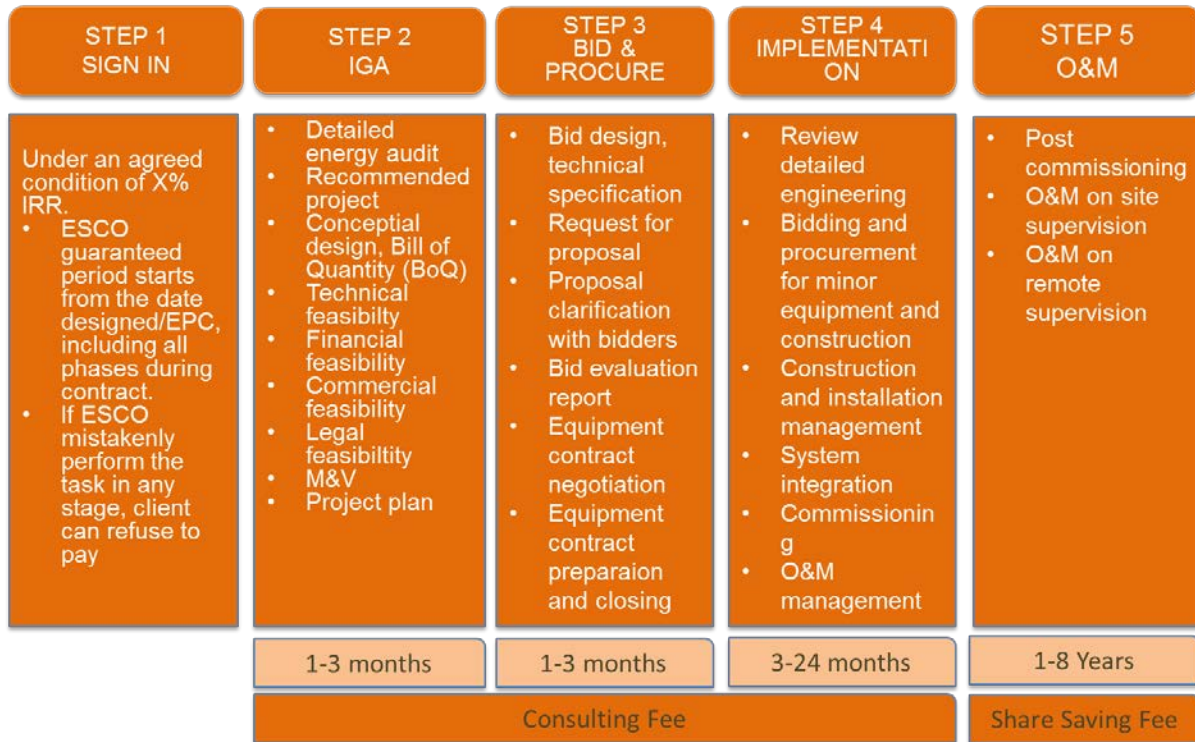 STEP 1
SIGN IN
STEP 2
IGA
STEP 3
BID &
PROCURE
STEP 4
IMPLEMENTATI
ON
STEP 5
O&M
Under an agreed
condition of X%
IRR.
• ESCO
guaranteed
period starts
from the date
designed/EPC,
including all
phases during
contract.
• If ESCO
mistakenly
perform the
task in any
stage, client
can refuse to
pay
• Detailed
energy audit
• Recommended
project
• Conceptial
design, Bill of
Quantity (BoQ)
• Technical
feasibilty
• Financial
feasibility
• Commercial
feasibility
• Legal
feasibiltity
• M&V
• Project plan
• Bid design,
technical
specification
• Request for
proposal
• Proposal
clarification
with bidders
• Bid evaluation
report
• Equipment
contract
negotiation
• Equipment
contract
preparaion
and closing
• Review
detailed
engineering
• Bidding and
procurement
for minor
equipment and
construction
• Construction
and installation
management
• System
integration
• Commissionin
g
• O&M
management
• Post
commissioning
• O&M on site
supervision
• O&M on
remote
supervision
1-3 months
1-3 months
3-24 months
1-8 Years
Consulting Fee
Share Saving Fee